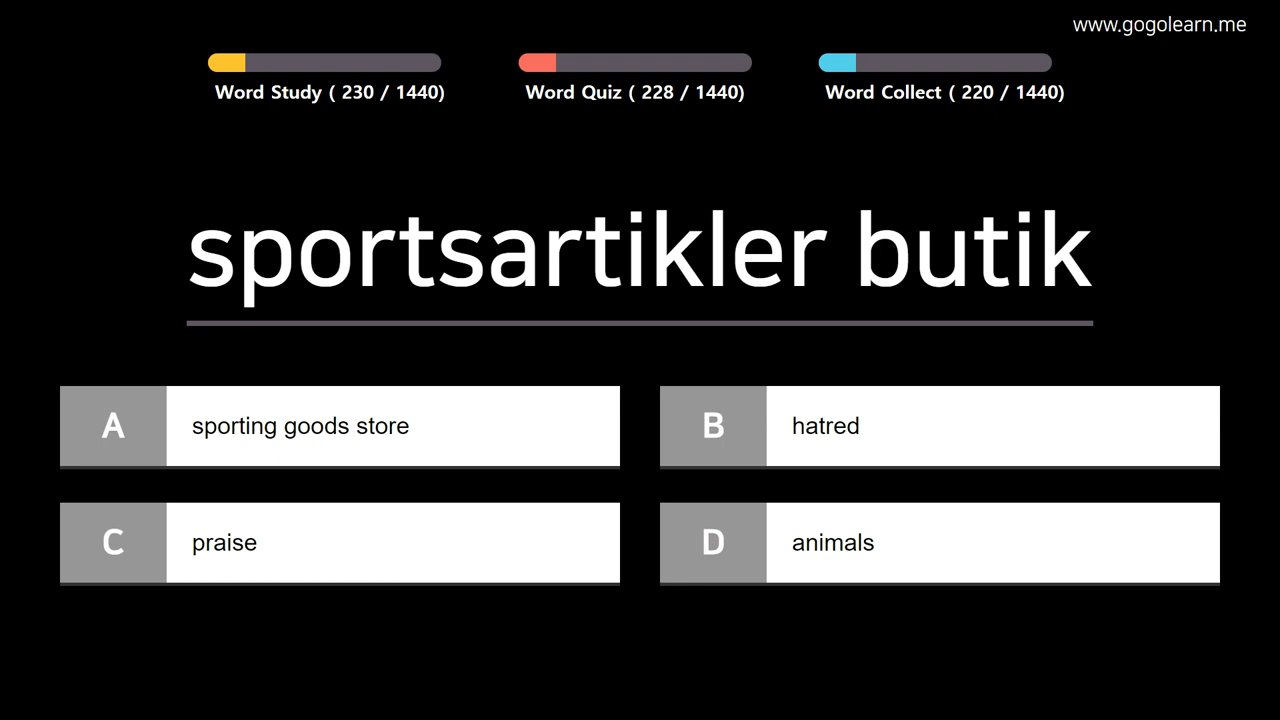 www.gogolearn.me
Word Study ( 230 / 1440)
Word Quiz ( 228 / 1440)
Word Collect ( 220 / 1440)
sportsartikler butik
A sporting goods store
B hatred
C praise
D animals